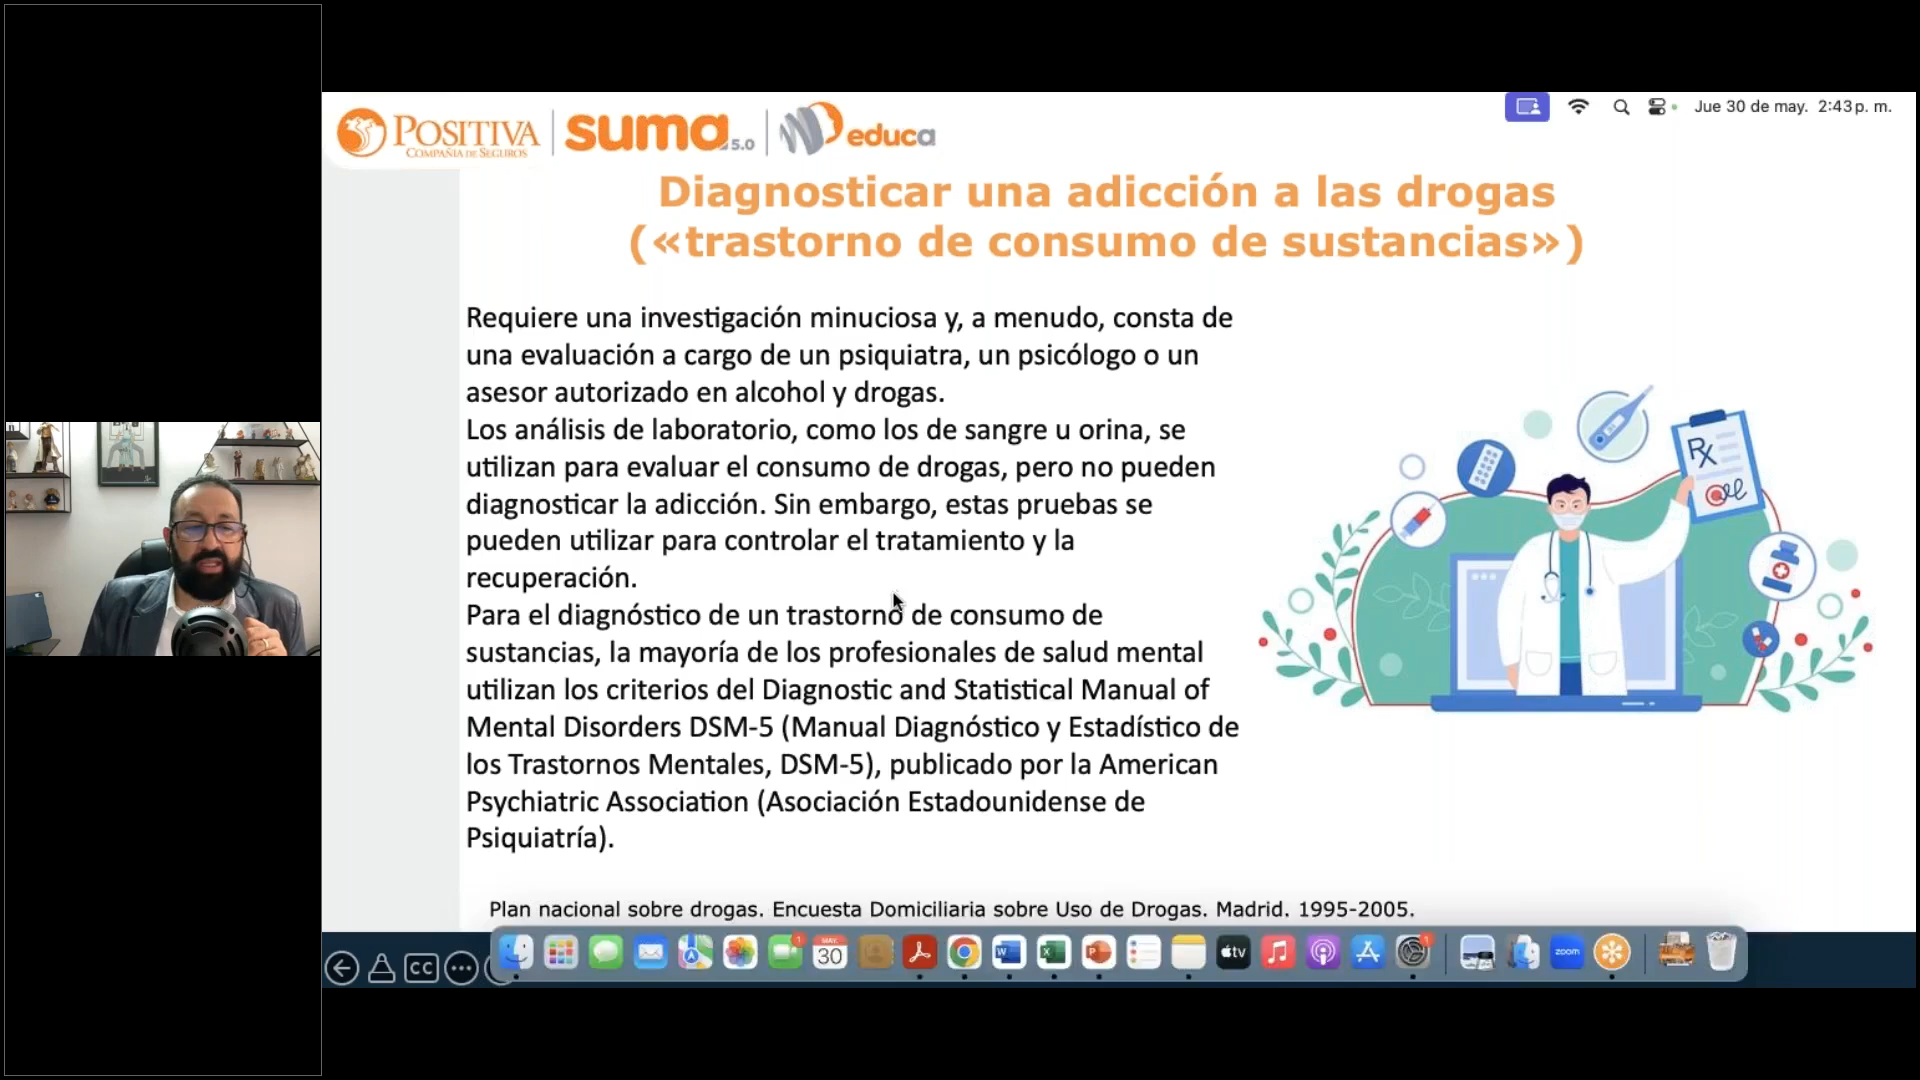 POSITIVA
COMPAÑÍA DE SEGUROS
suma 5.0
educa
Jue 30 de may. 2:43 p. m.
Diagnosticar una adicción a las drogas
(«trastorno de consumo de sustancias»)
Requiere una investigación minuciosa y, a menudo, consta de
una evaluación a cargo de un psiquiatra, un psicólogo o un
asesor autorizado en alcohol y drogas.
Los análisis de laboratorio, como los de sangre u orina, se
utilizan para evaluar el consumo de drogas, pero no pueden
diagnosticar la adicción. Sin embargo, estas pruebas se
pueden utilizar para controlar el tratamiento y la
recuperación.
Para el diagnóstico de un trastorno de consumo de
sustancias, la mayoría de los profesionales de salud mental
utilizan los criterios del Diagnostic and Statistical Manual of
Mental Disorders DSM-5 (Manual Diagnóstico y Estadístico de
los Trastornos Mentales, DSM-5), publicado por la American
Psychiatric Association (Asociación Estadounidense de
Psiquiatría).
Rx
Plan nacional sobre drogas. Encuesta Domiciliaria sobre Uso de Drogas. Madrid. 1995-2005.
CC
1
MAY.
30
W
X
P
tv
1
zoom